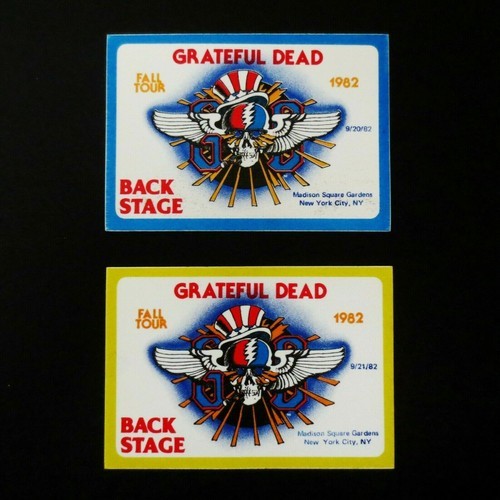 GRATEFUL DEAD
FALL 1982
TOUR
9/20/82
BACK
STAGE
Madison Square Gardens
New York City, NY
GRATEFUL DEAD
FALL 1982
TOUR
9/21/82
BACK
STAGE
Madison Square Gardens
New York City, NY